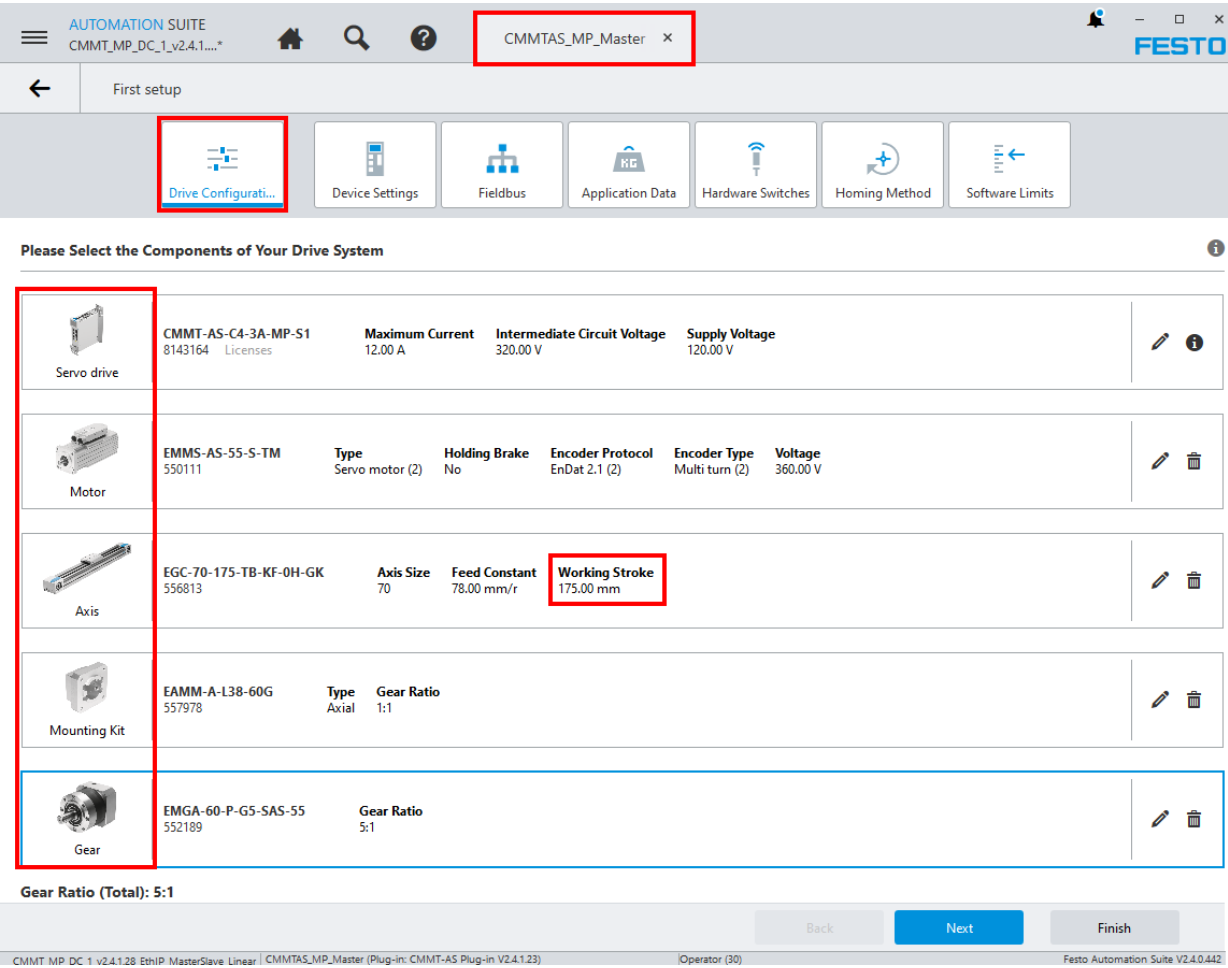 AUTOMATION SUITE
CMMT_MP_DC_1_v2.4.1....*
CMMTAS_MP_Master ×
FESTO
First setup
Drive Configurati...
Device Settings
Fieldbus
KG
Application Data
Hardware Switches
Homing Method
Software Limits
Please Select the Components of Your Drive System
Servo drive
CMMT-AS-C4-3A-MP-S1 Maximum Current Intermediate Circuit Voltage Supply Voltage
8143164 Licenses 12.00 A 320.00 V 120.00 V
Motor
EMMS-AS-55-S-TM Type Holding Brake Encoder Protocol Encoder Type Voltage
550111 Servo motor (2) No EnDat 2.1 (2) Multi turn (2) 360.00 V
Axis
EGC-70-175-TB-KF-0H-GK Axis Size Feed Constant Working Stroke
556813 70 78.00 mm/r 175.00 mm
Mounting Kit
EAMM-A-L38-60G Type Gear Ratio
557978 Axial 1:1
Gear
EMGA-60-P-G5-SAS-55 Gear Ratio
552189 5:1
Gear Ratio (Total): 5:1
Back
Next
Finish
CMMT_MP_DC_1_v2.4.1.28_EthIP_MasterSlave_Linear CMMTAS_MP_Master (Plug-in: CMMT-AS Plug-in V2.4.1.23) Operator (30) Festo Automation Suite V2.4.0.442